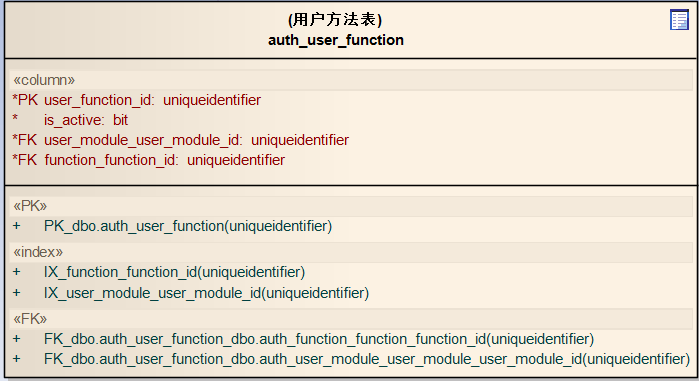 (用户方法表)
auth_user_function
«column»
*PK user_function_id: uniqueidentifier
* is_active: bit
*FK user_module_user_module_id: uniqueidentifier
*FK function_function_id: uniqueidentifier
«PK»
+ PK_dbo.auth_user_function(uniqueidentifier)
«index»
+ IX_function_function_id(uniqueidentifier)
+ IX_user_module_user_module_id(uniqueidentifier)
«FK»
+ FK_dbo.auth_user_function_dbo.auth_function_function_function_id(uniqueidentifier)
+ FK_dbo.auth_user_function_dbo.auth_user_module_user_module_user_module_id(uniqueidentifier)